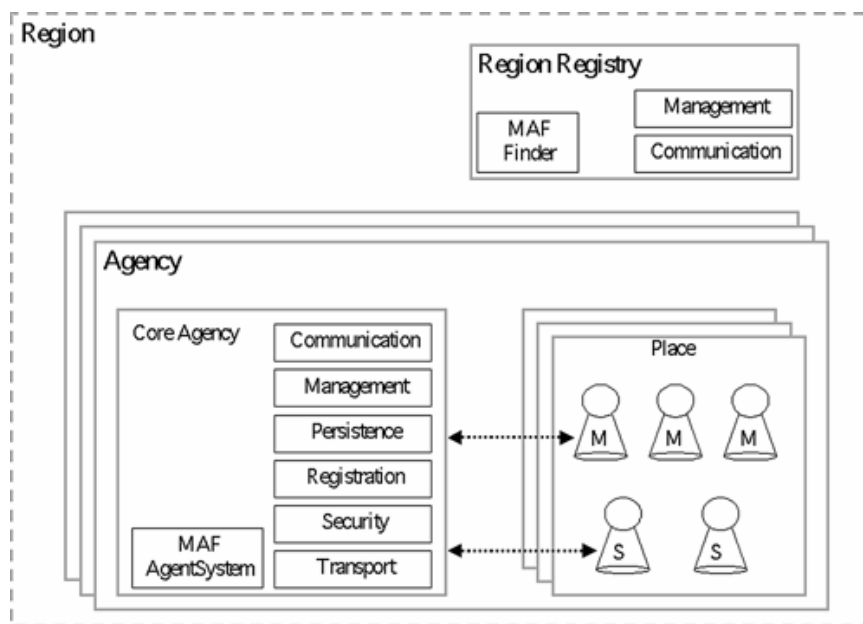 Region
Region Registry
MAF
Finder
Management
Communication
Agency
Core Agency
Communication
Management
Persistence
Registration
Security
Transport
MAF
AgentSystem
Place
M M M
S S